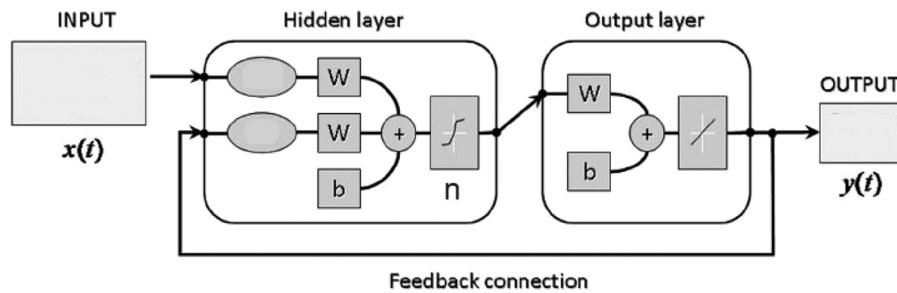 INPUT
Hidden layer
Output layer
OUTPUT
x(t)
W
W
b
+
n
W
b
+
y(t)
Feedback connection